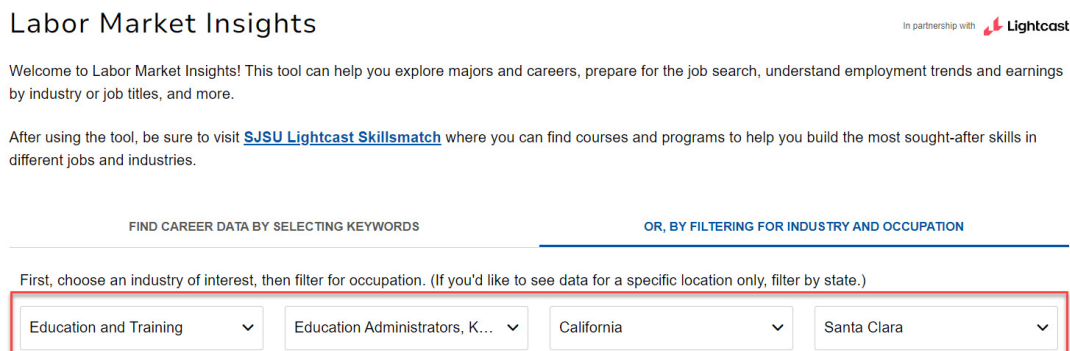 Labor Market Insights
In partnership with Lightcast
Welcome to Labor Market Insights! This tool can help you explore majors and careers, prepare for the job search, understand employment trends and earnings
by industry or job titles, and more.
After using the tool, be sure to visit SJSU Lightcast Skillsmatch where you can find courses and programs to help you build the most sought-after skills in
different jobs and industries.
FIND CAREER DATA BY SELECTING KEYWORDS
OR, BY FILTERING FOR INDUSTRY AND OCCUPATION
First, choose an industry of interest, then filter for occupation. (If you'd like to see data for a specific location only, filter by state.)
Education and Training
Education Administrators, K...
California
Santa Clara